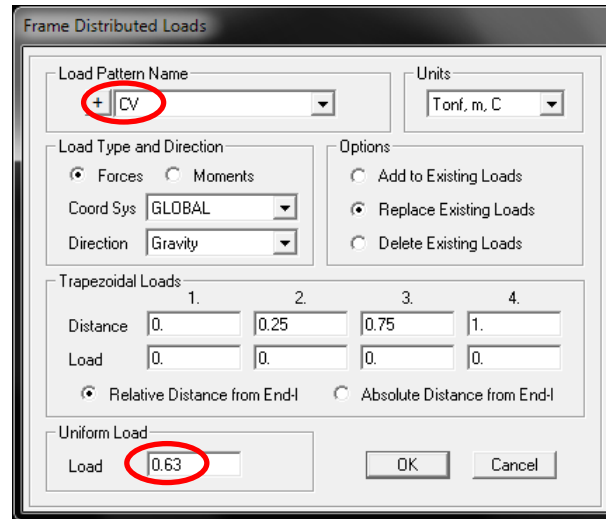 Frame Distributed Loads
Load Pattern Name
+ CV
Units
Tonf, m, C
Load Type and Direction
Forces Moments
Coord Sys GLOBAL
Direction Gravity
Options
Add to Existing Loads
Replace Existing Loads
Delete Existing Loads
Trapezoidal Loads
1. 2. 3. 4.
Distance 0. 0.25 0.75 1.
Load 0. 0. 0. 0.
Relative Distance from End-I Absolute Distance from End-I
Uniform Load
Load 0.63
OK Cancel